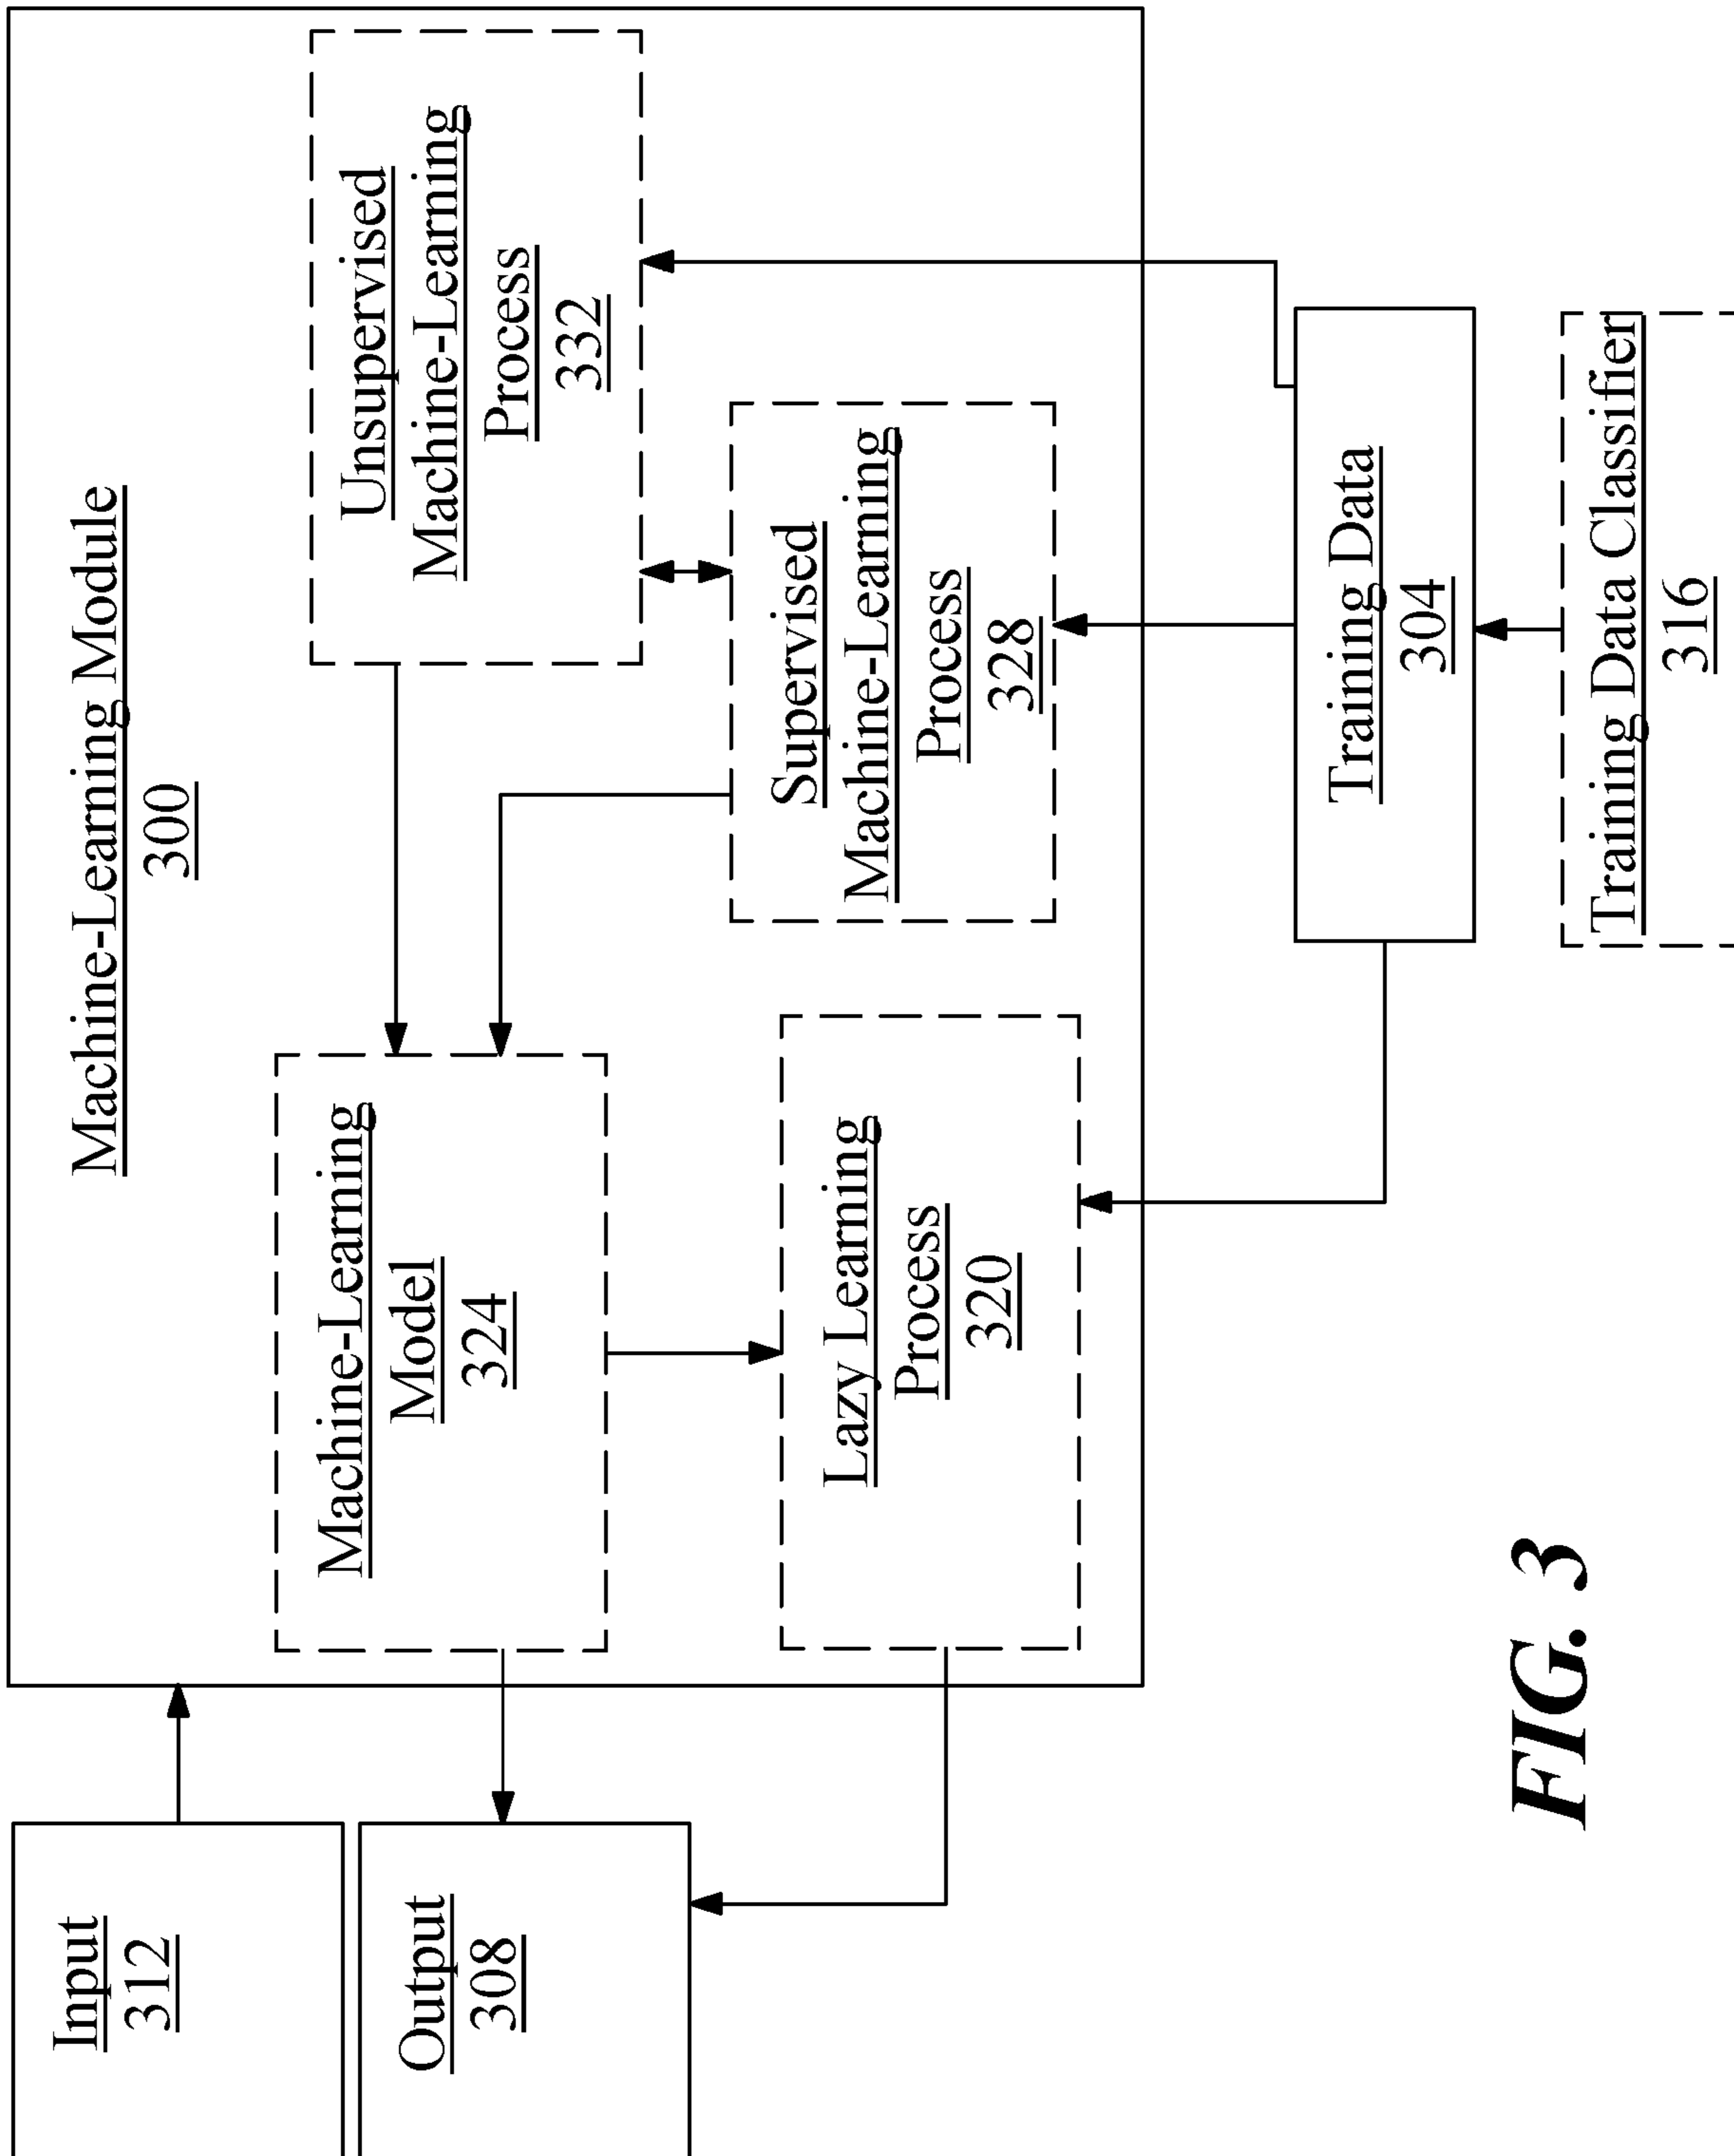 Machine-Learning Module
300
Input
312
Output
308
Machine-Learning
Model
324
Unsupervised
Machine-Learning
Process
332
Lazy Learning
Process
320
Supervised
Machine-Learning
Process
328
Training Data
304
Training Data Classifier
316
FIG. 3